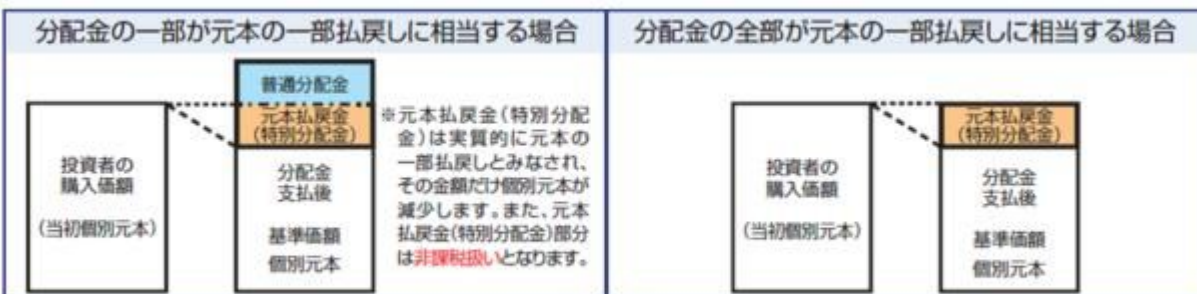 分配金の一部が元本の一部払戻しに相当する場合
普通分配金
元本払戻金
(特別分配金)
投資者の
購入価額
(当初個別元本)
分配金
支払後
基準価額
個別元本
※元本払戻金(特別分配
金)は実質的に元本の
一部払戻しとみなされ、
その金額だけ個別元本が
減少します。また、元本
払戻金(特別分配金)部分
は非課税扱いとなります。
分配金の全部が元本の一部払戻しに相当する場合
元本払戻金
(特別分配金)
投資者の
購入価額
(当初個別元本)
分配金
支払後
基準価額
個別元本